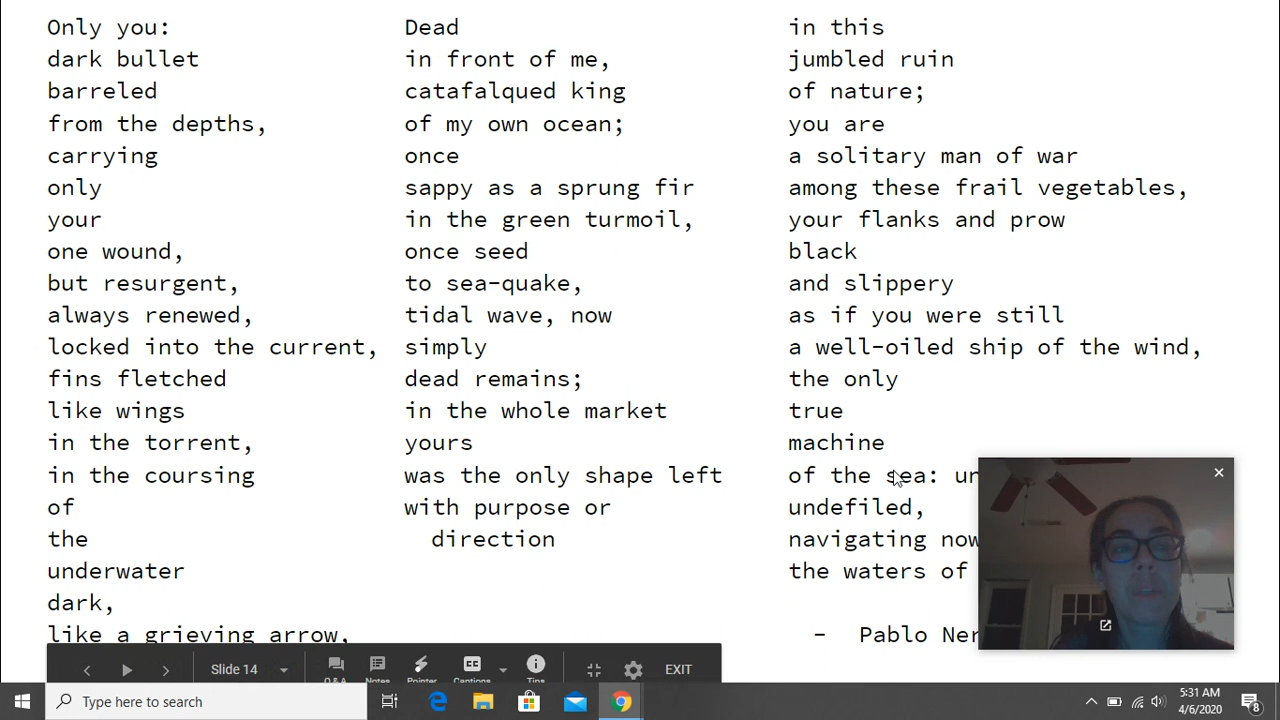 Only you:
dark bullet
barreled
from the depths,
carrying
only
your
one wound,
but resurgent,
always renewed,
locked into the current,
fins fletched
like wings
in the torrent,
in the coursing
of
the
underwater
dark,
like a grieving arrow,
Dead
in front of me,
catafalqued king
of my own ocean;
once
sappy as a sprung fir
in the green turmoil,
once seed
to sea-quake,
tidal wave, now
simply
dead remains;
in the whole market
yours
was the only shape left
with purpose or
direction
in this
jumbled ruin
of nature;
you are
a solitary man of war
among these frail vegetables,
your flanks and prow
black
and slippery
as if you were still
a well-oiled ship of the wind,
the only
true
machine
of the sea: un
undefiled,
navigating now
the waters of
- Pablo Ner
Slide 14
Q & A
Notes
Pointer
Captions
Tips
EXIT
Type here to search
5:31 AM
4/6/2020
8